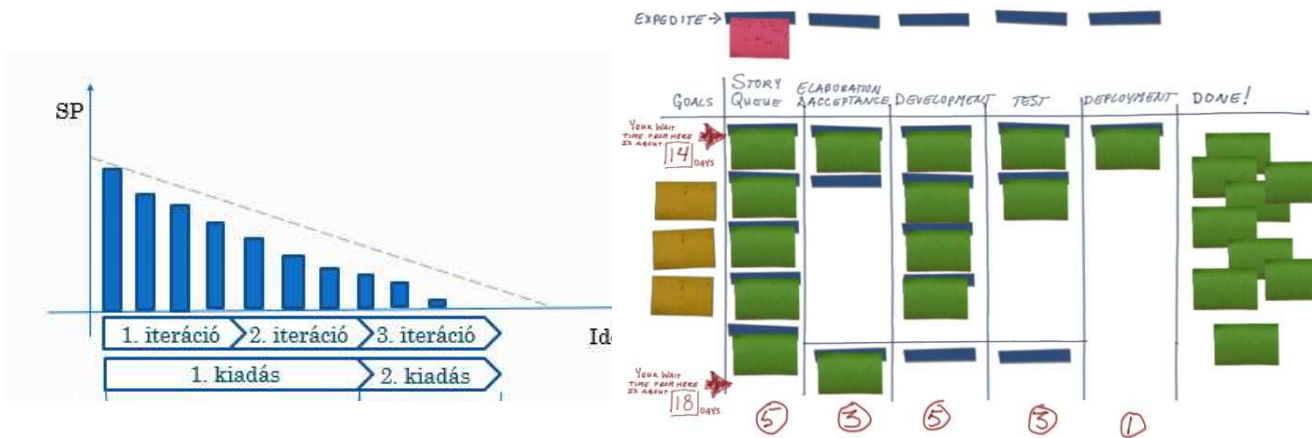 SP
1. iteráció
2. iteráció
3. iteráció
1. kiadás
2. kiadás
EXPEDITE →
GOALS
STORY
QUEUE
ELABORATION
& ACCEPTANCE
DEVELOPMENT
TEST
DEPLOYMENT
DONE!
YOUR WAIT
TIME FROM HERE
IS ABOUT
14 DAYS
YOUR WAIT
TIME FROM HERE
IS ABOUT
18 DAYS
5
3
5
3
1